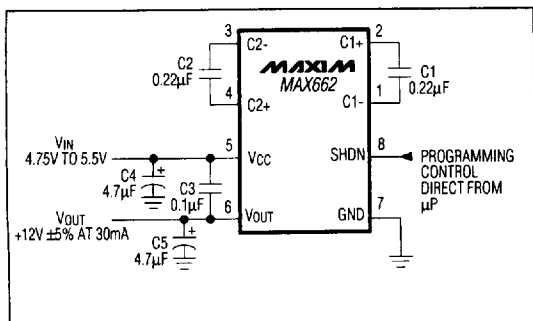 3
C2-
MAXIM
MAX662
C1+
2
C2
0.22µF
C1
0.22µF
4
C2+
C1-
1
VIN
4.75V TO 5.5V
5
VCC
SHDN
8
PROGRAMMING
CONTROL
DIRECT FROM
µP
C4
4.7µF
+
C3
0.1µF
VOUT
+12V ±5% AT 30mA
6
VOUT
GND
7
+
C5
4.7µF